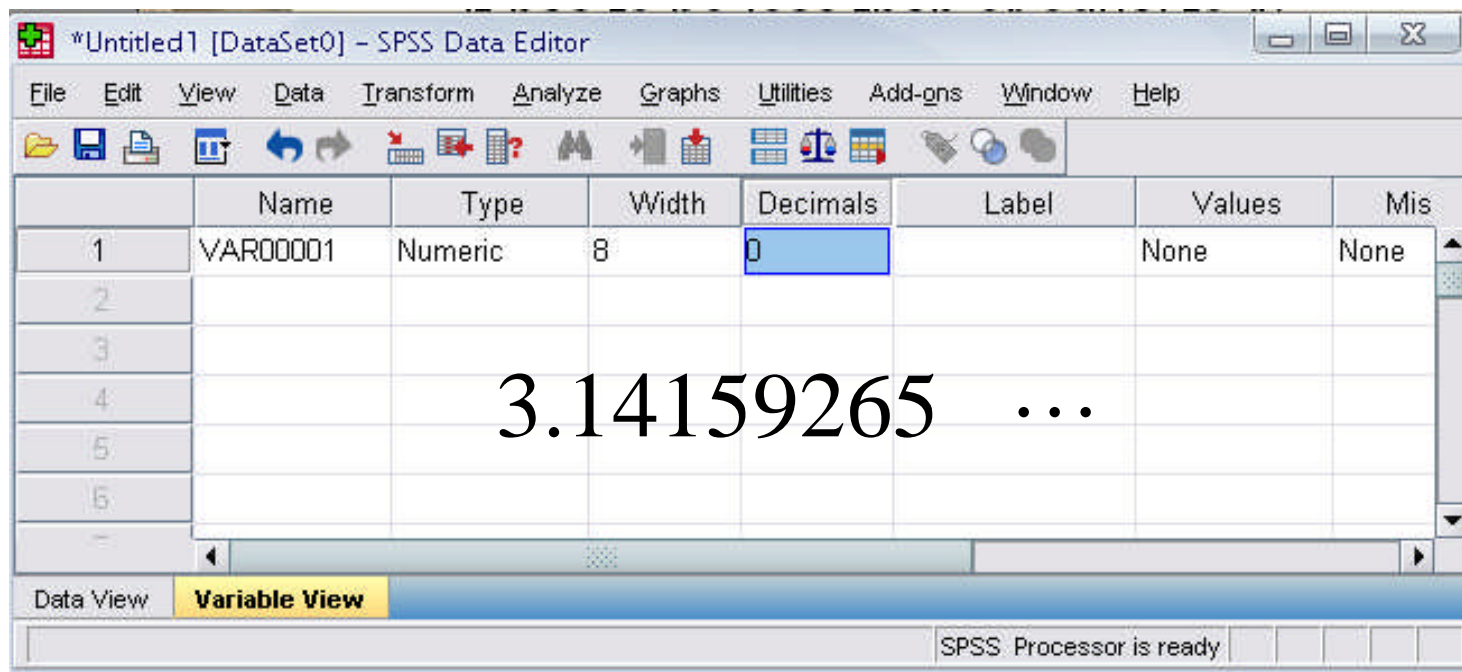 *Untitled1 [DataSet0] – SPSS Data Editor
File Edit View Data Transform Analyze Graphs Utilities Add-ons Window Help
Name Type Width Decimals Label Values Mis
1 VAR00001 Numeric 8 0 None None
2
3
3.14159265 ···
4
5
6
Data View Variable View
SPSS Processor is ready